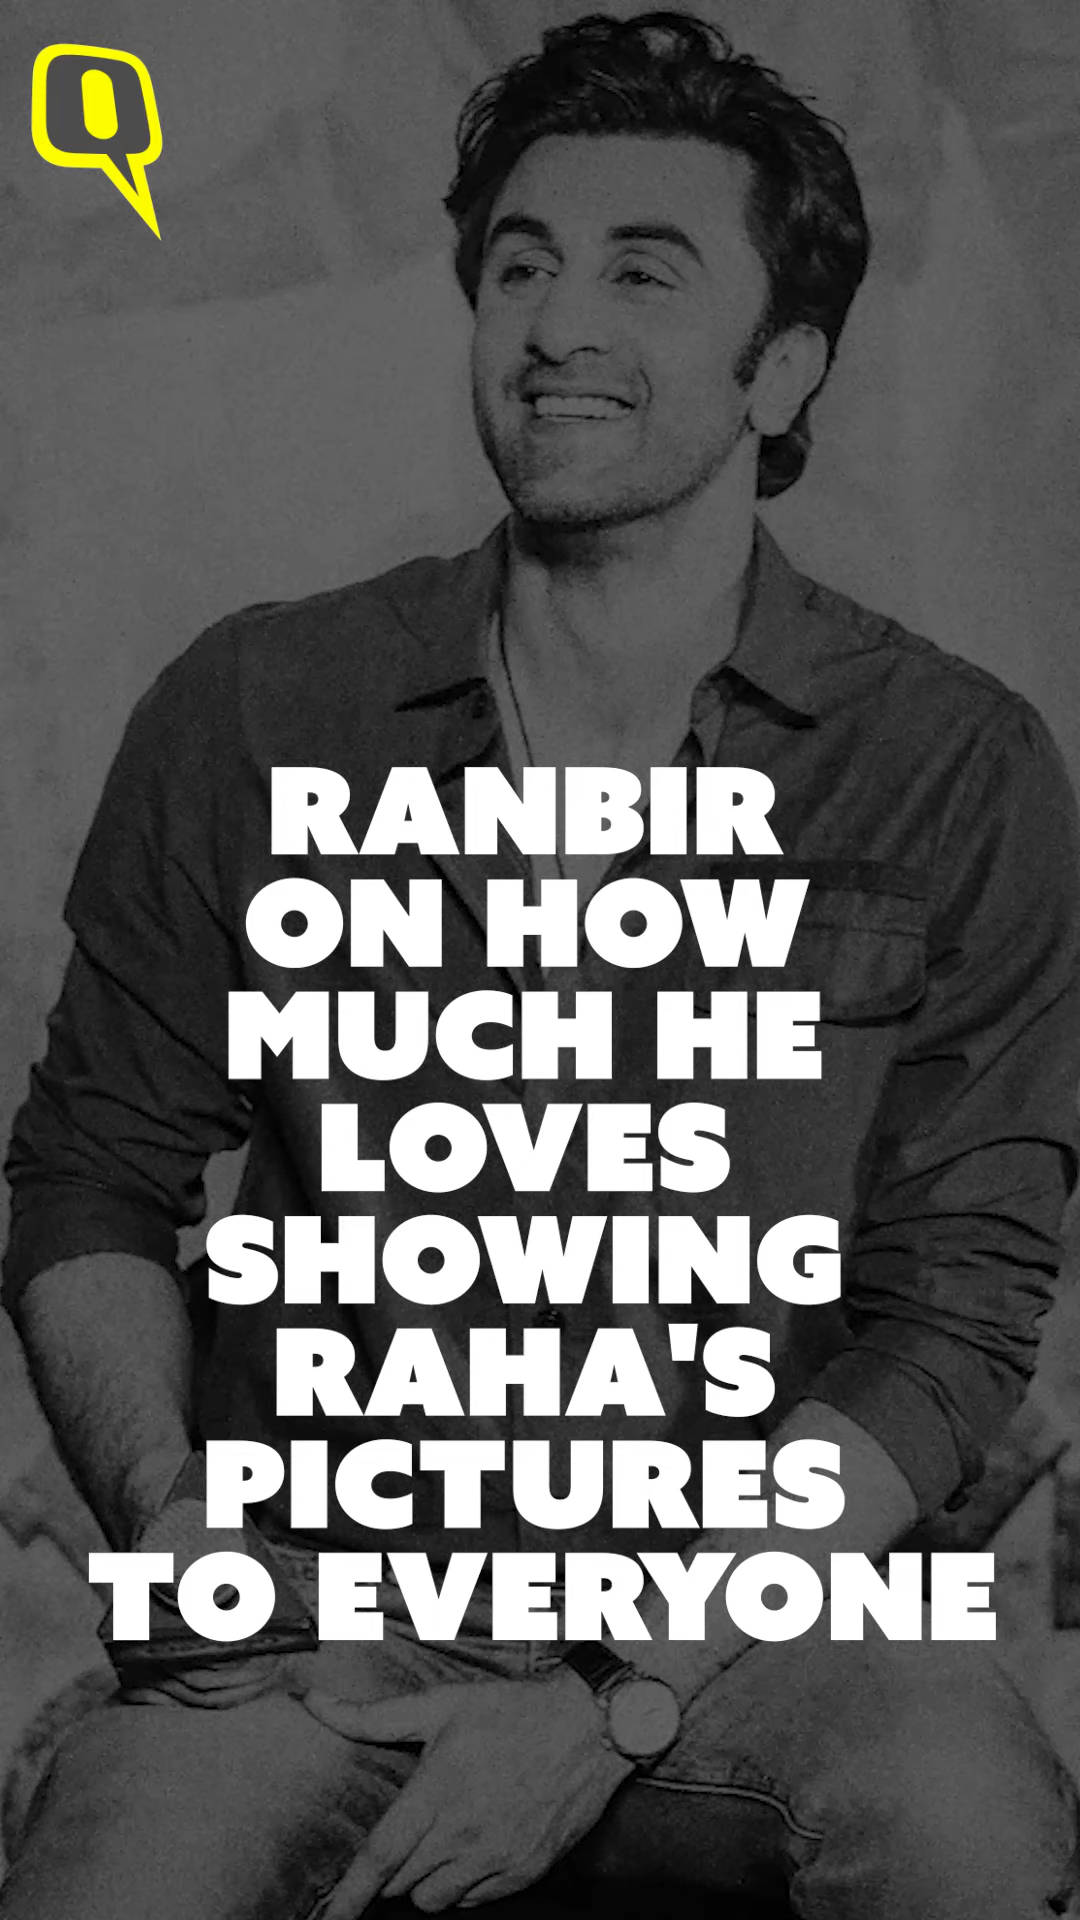 Q
RANBIR
ON HOW
MUCH HE
LOVES
SHOWING
RAHA'S
PICTURES
TO EVERYONE